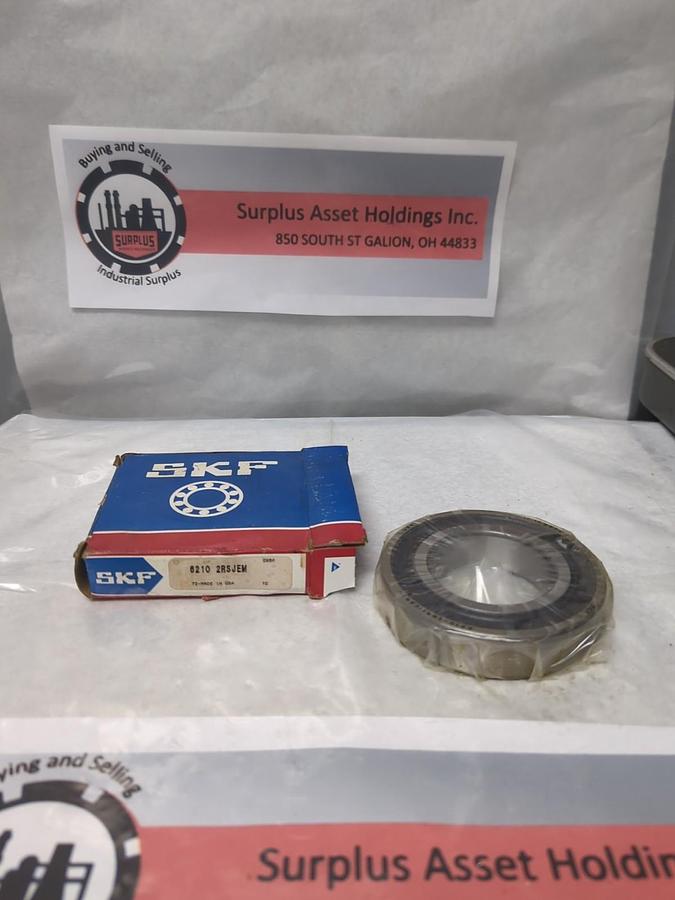 Buying and Selling
SURPLUS
Industrial Surplus
Surplus Asset Holdings Inc.
850 SOUTH ST GALION, OH 44833
SKF
SKF
6210 2RSJEM
MADE IN USA
ying and Selling
Surplus Asset Holdin